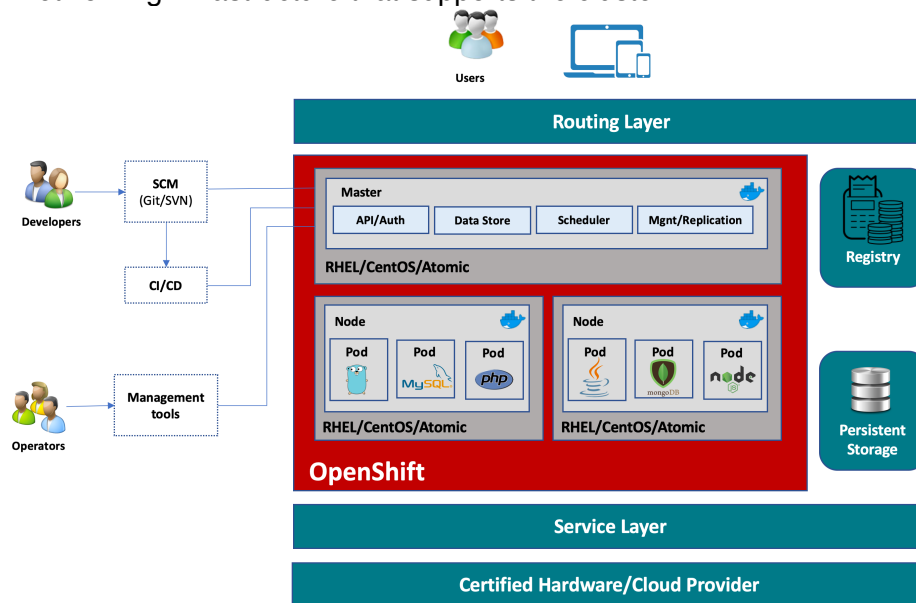 Users
Routing Layer
Developers
SCM
(Git/SVN)
CI/CD
Master
API/Auth
Data Store
Scheduler
Mgnt/Replication
RHEL/CentOS/Atomic
Registry
Node
Pod
Pod
MySQL
Pod
php
RHEL/CentOS/Atomic
Node
Pod
Pod
mongoDB
Pod
node
JS
RHEL/CentOS/Atomic
Operators
Management
tools
Persistent
Storage
OpenShift
Service Layer
Certified Hardware/Cloud Provider